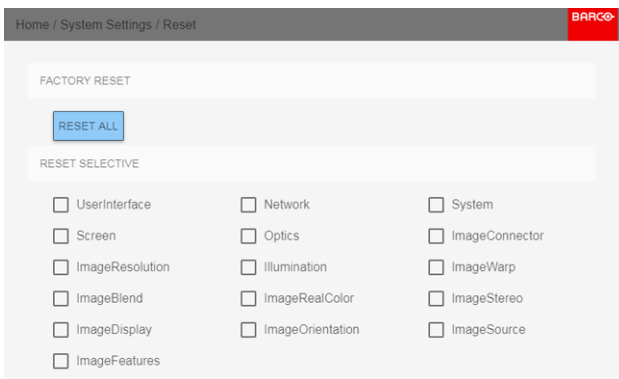 Home / System Settings / Reset
BARCO
FACTORY RESET
RESET ALL
RESET SELECTIVE
UserInterface Network System
Screen Optics ImageConnector
ImageResolution Illumination ImageWarp
ImageBlend ImageRealColor ImageStereo
ImageDisplay ImageOrientation ImageSource
ImageFeatures